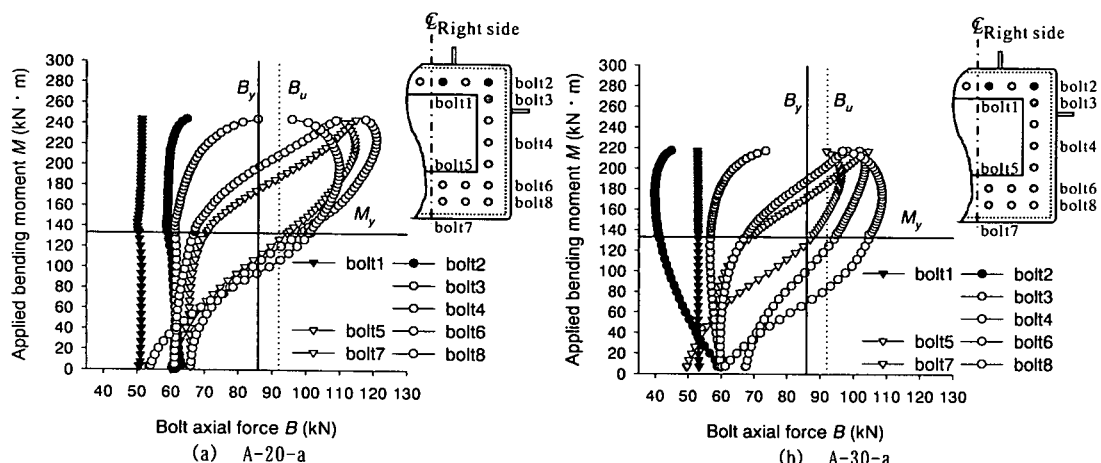 ℄ Right side
bolt2
bolt3
bolt1
bolt4
bolt5
bolt6
bolt8
bolt7
Applied bending moment M (kN · m)
300
280
260
240
220
200
180
160
140
120
100
80
60
40
20
0
By
Bu
My
bolt1
bolt2
bolt3
bolt4
bolt5
bolt6
bolt7
bolt8
40 50 60 70 80 90 100 110 120 130
Bolt axial force B (kN)
(a) A-20-a
℄ Right side
bolt2
bolt3
bolt1
bolt4
bolt5
bolt6
bolt8
bolt7
Applied bending moment M (kN · m)
300
280
260
240
220
200
180
160
140
120
100
80
60
40
20
0
By
Bu
My
bolt1
bolt2
bolt3
bolt4
bolt5
bolt6
bolt7
bolt8
40 50 60 70 80 90 100 110 120 130
Bolt axial force B (kN)
(b) A-30-a